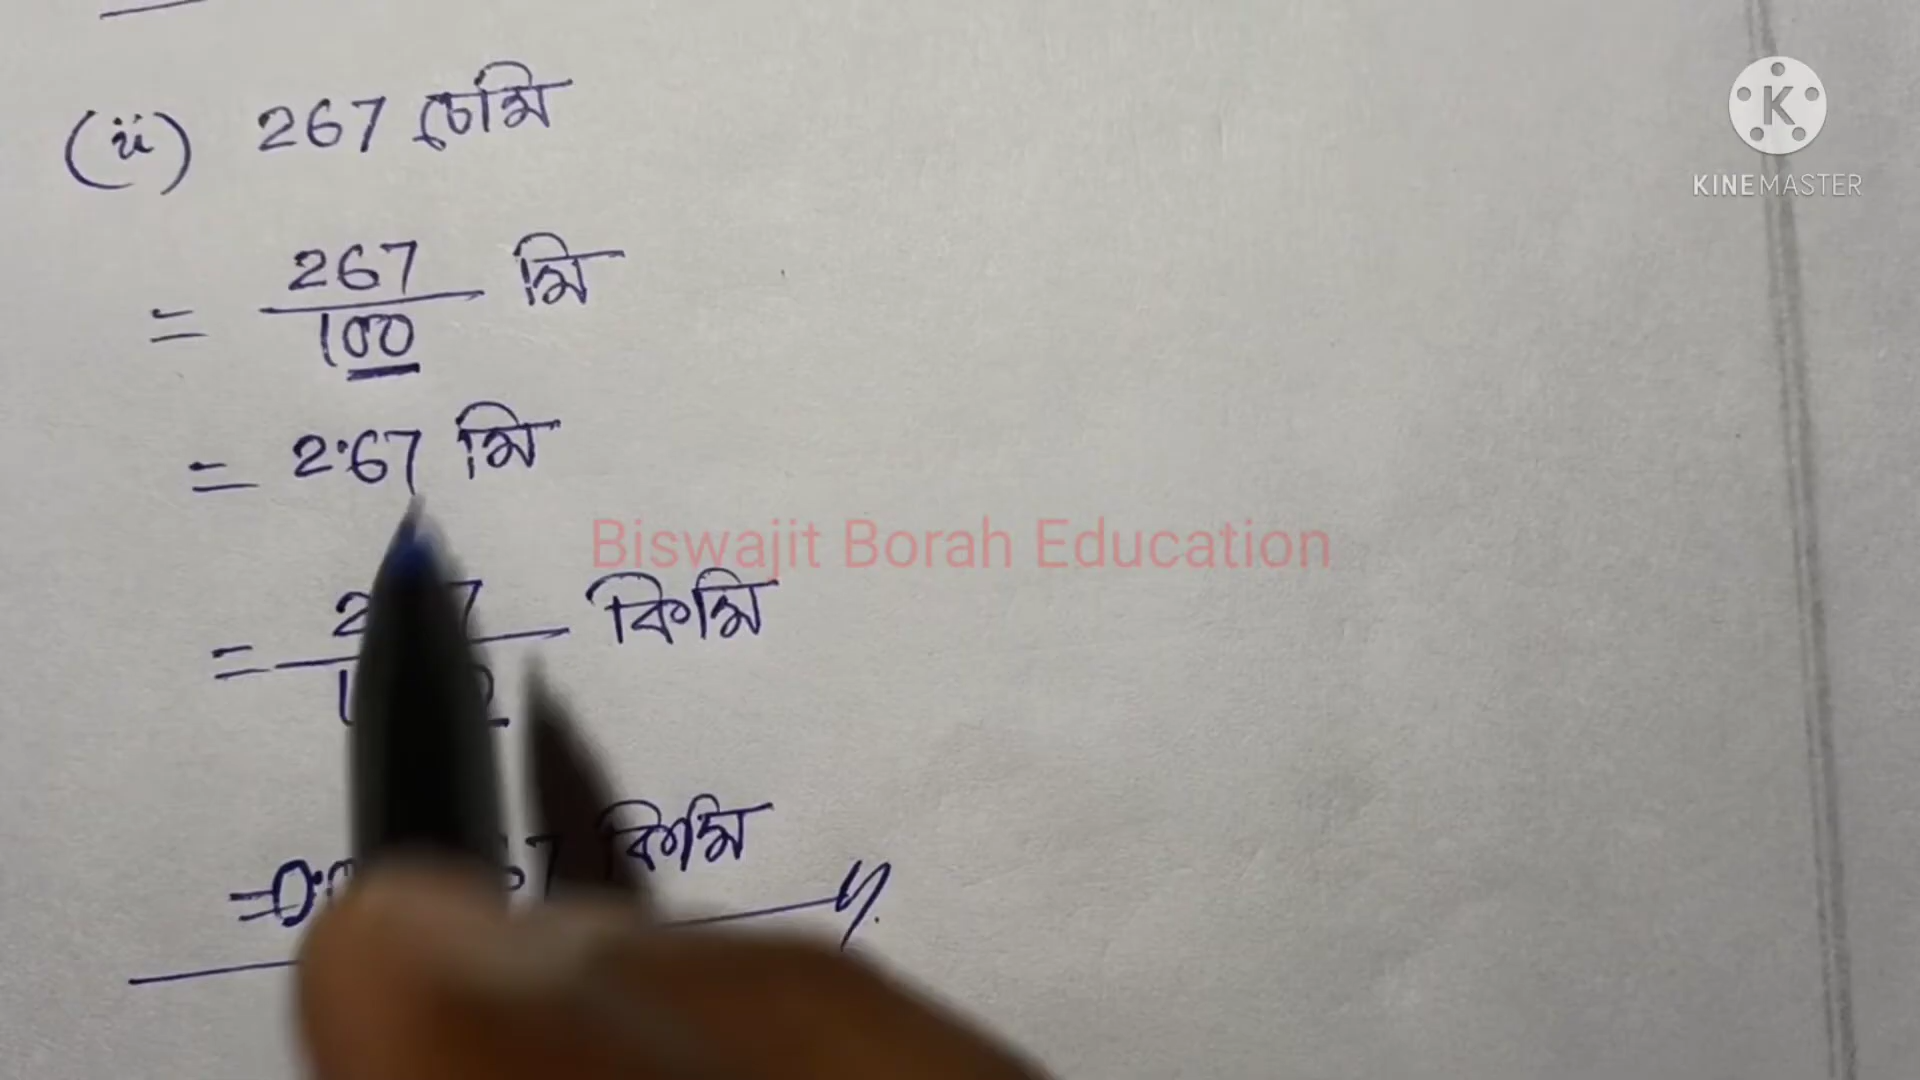 (ii) 267 চেমি
KINEMASTER
= 267 মি
100
= 2·67 মি
Biswajit Borah Education
= কিমি
= কিমি